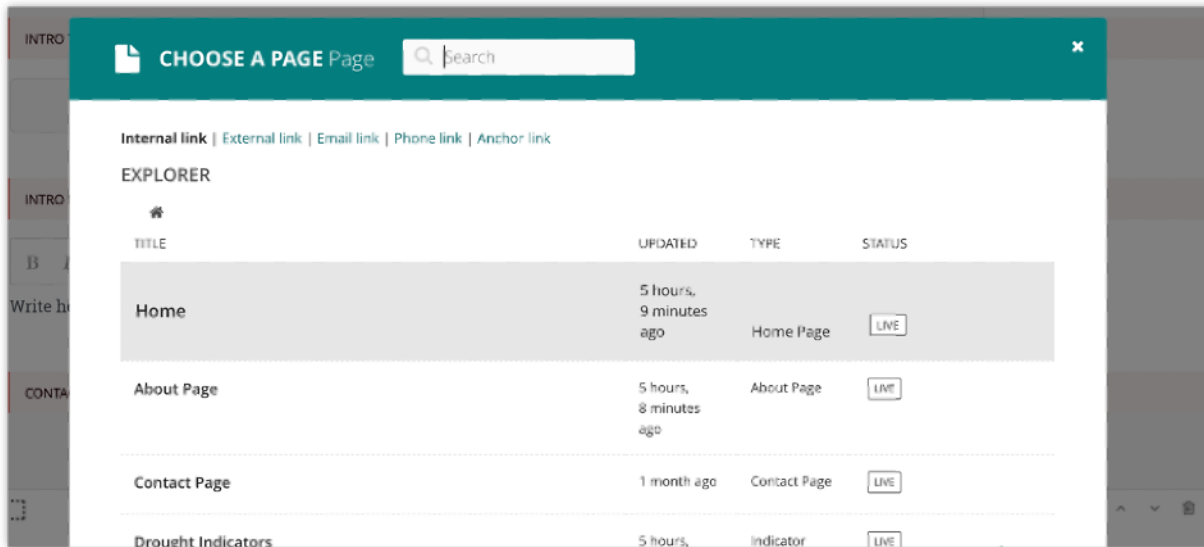 INTRO
CHOOSE A PAGE Page
Search
Internal link | External link | Email link | Phone link | Anchor link
EXPLORER
INTRO
TITLE UPDATED TYPE STATUS
B I
Home 5 hours, 9 minutes ago Home Page LIVE
Write he
About Page 5 hours, 8 minutes ago About Page LIVE
CONTA
Contact Page 1 month ago Contact Page LIVE
Drought Indicators 5 hours, Indicator LIVE